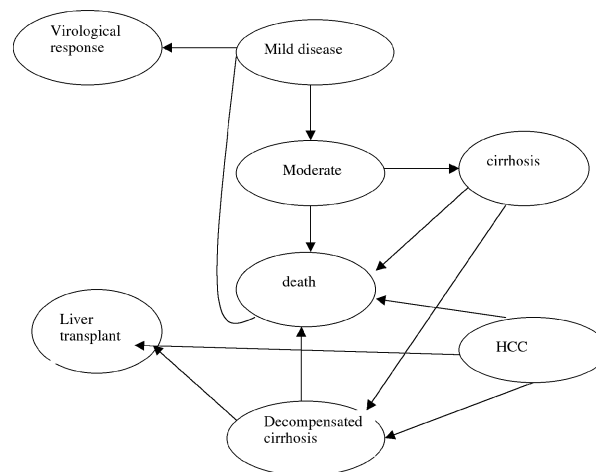 Virological
response
Mild disease
Moderate
cirrhosis
death
Liver
transplant
HCC
Decompensated
cirrhosis